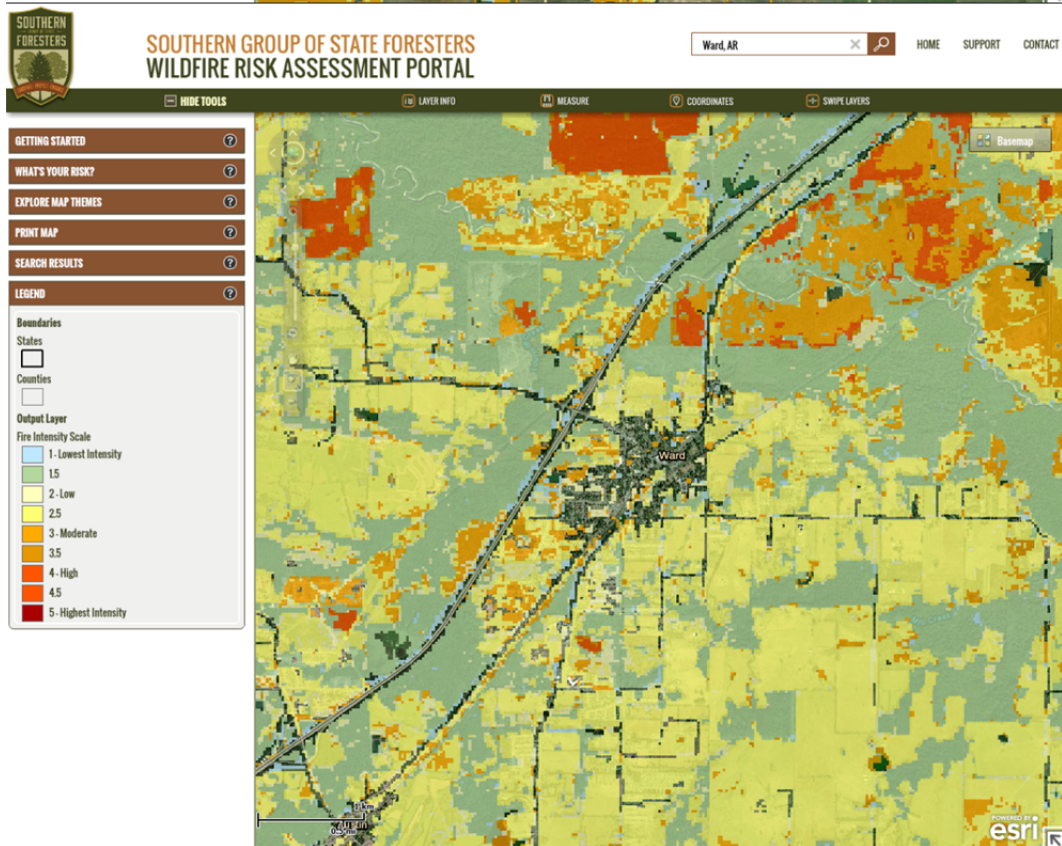 SOUTHERN
FORESTERS
SOUTHERN GROUP OF STATE FORESTERS
WILDFIRE RISK ASSESSMENT PORTAL
Ward, AR
HOME SUPPORT CONTACT
HIDE TOOLS LAYER INFO MEASURE COORDINATES SWIPE LAYERS
GETTING STARTED ?
WHAT'S YOUR RISK? ?
EXPLORE MAP THEMES ?
PRINT MAP ?
SEARCH RESULTS ?
LEGEND ?
Boundaries
States
Counties
Output Layer
Fire Intensity Scale
1 - Lowest Intensity
1.5
2 - Low
2.5
3 - Moderate
3.5
4 - High
4.5
5 - Highest Intensity
Basemap
Ward
1 km
POWERED BY
esri